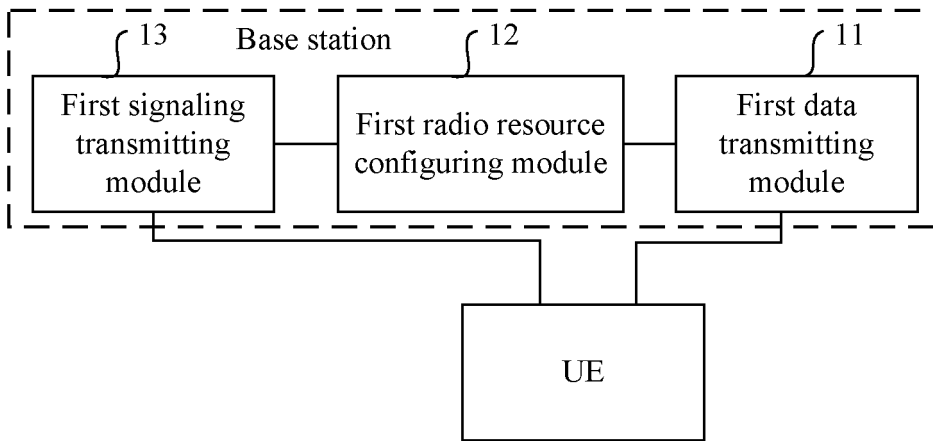 13
Base station
12
11
First signaling
transmitting
module
First radio resource
configuring module
First data
transmitting
module
UE